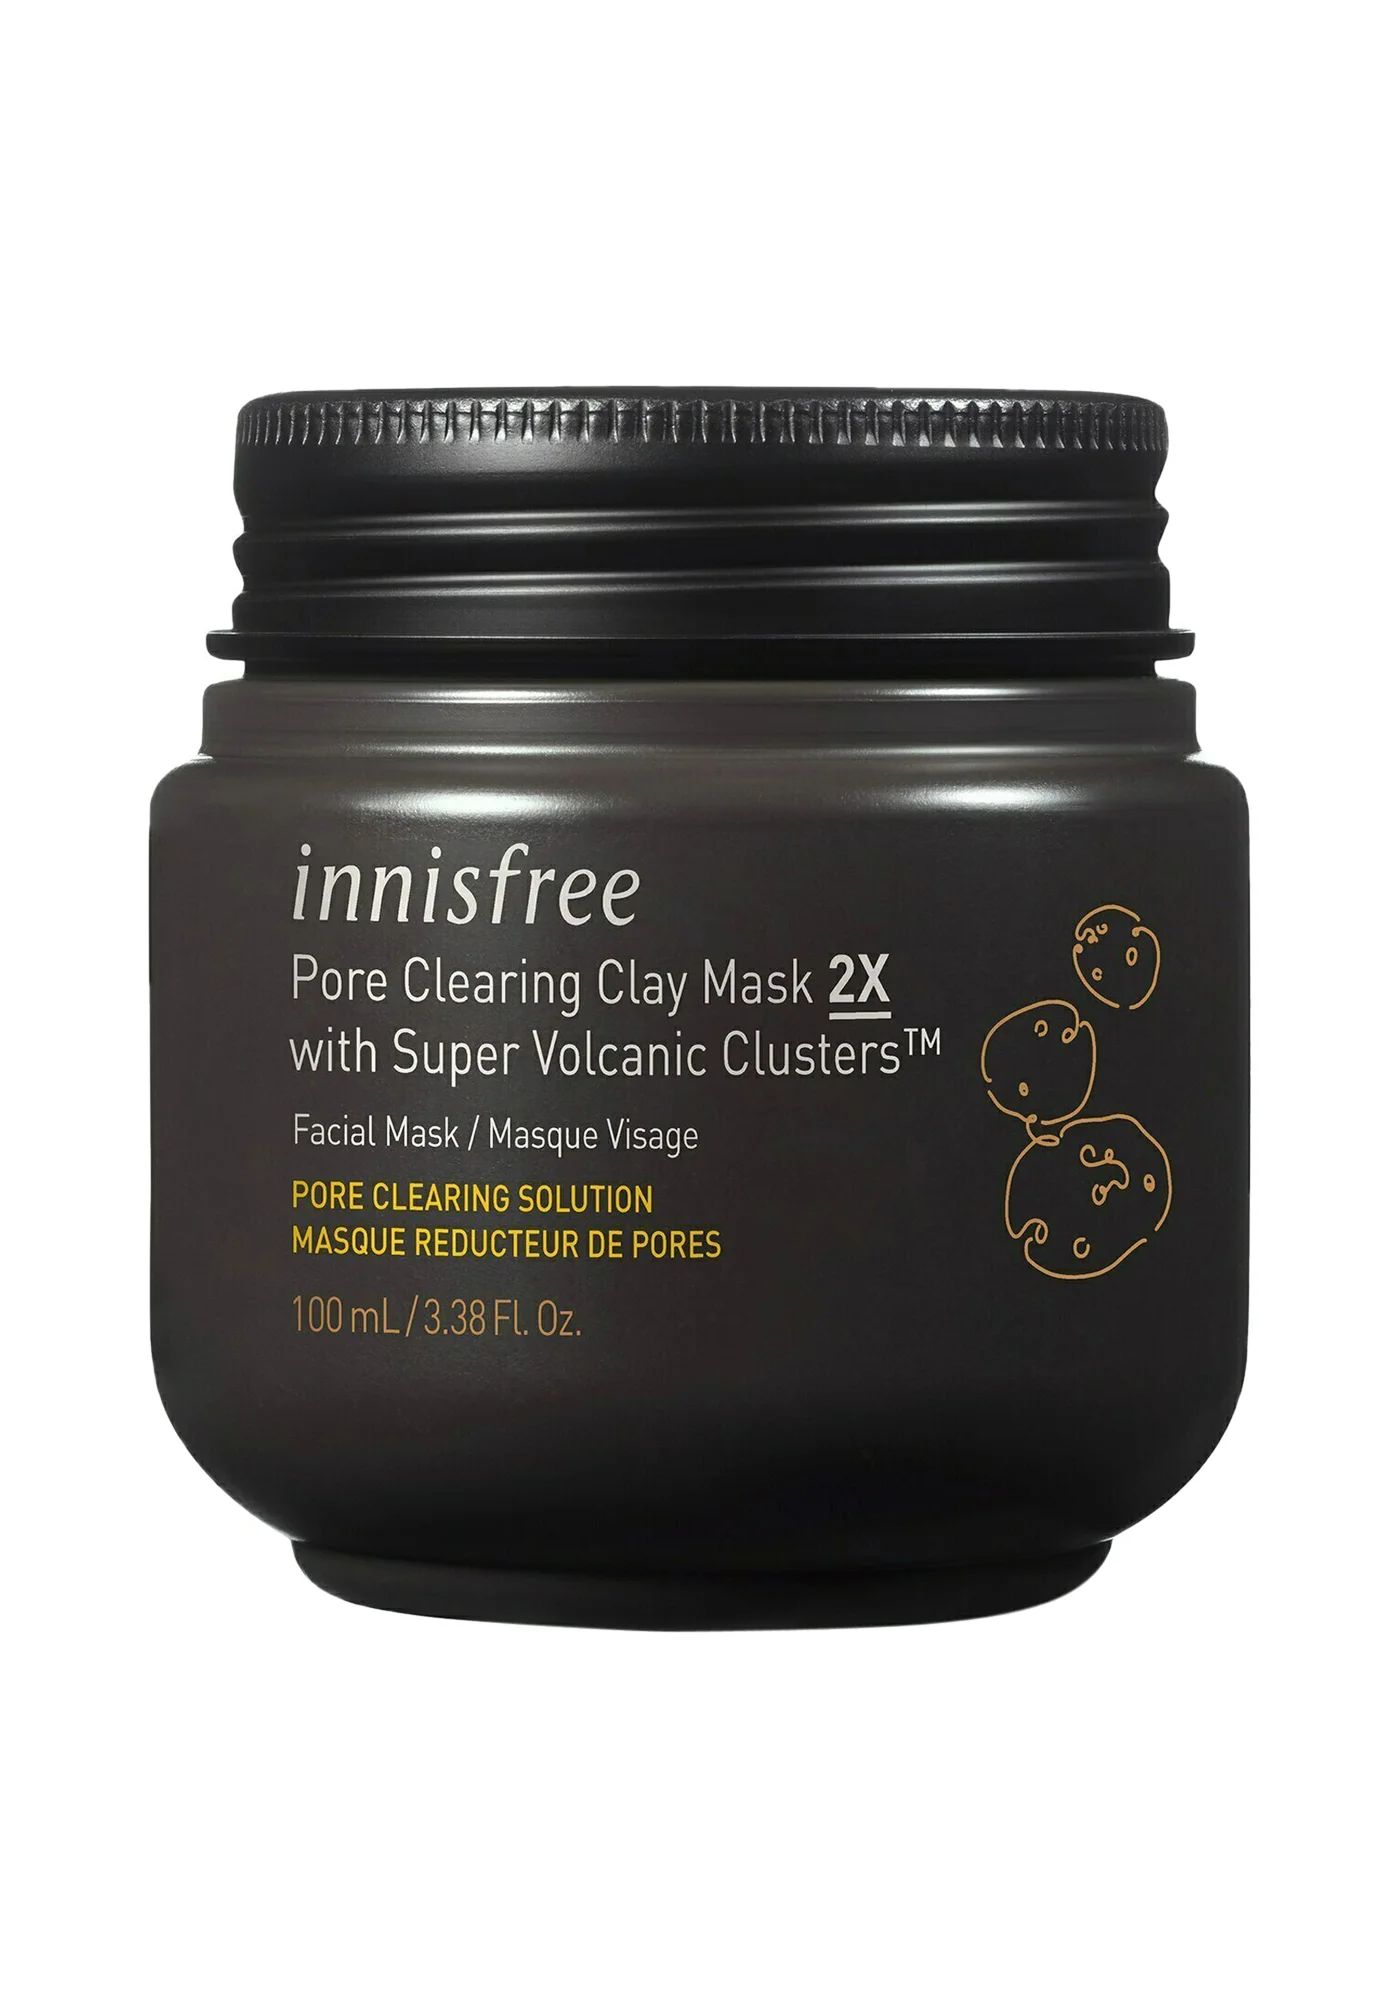 innisfree
Pore Clearing Clay Mask 2X
with Super Volcanic Clusters™
Facial Mask / Masque Visage
PORE CLEARING SOLUTION
MASQUE REDUCTEUR DE PORES
100 mL / 3.38 Fl. Oz.